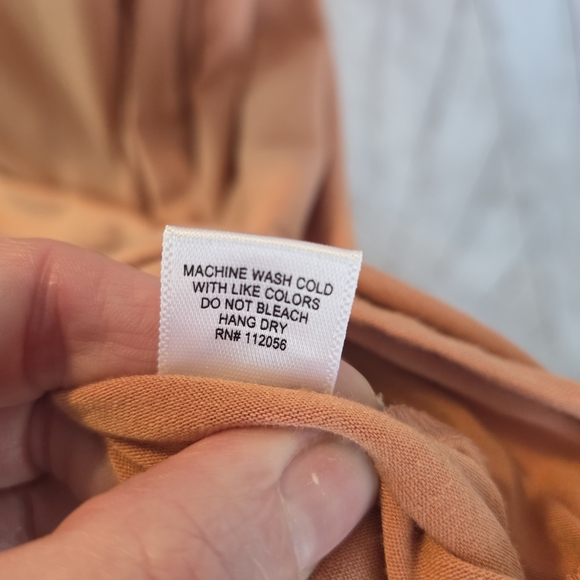 MACHINE WASH COLD
WITH LIKE COLORS
DO NOT BLEACH
HANG DRY
RN# 112056